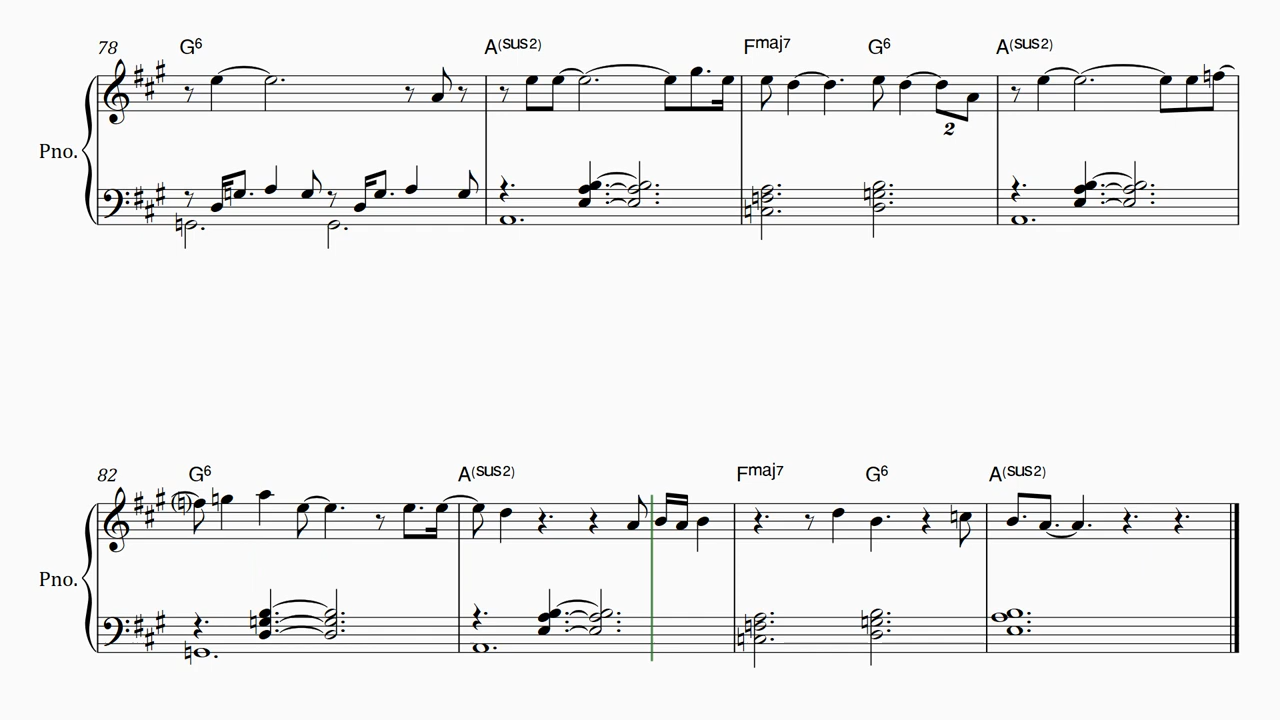 78 G6 A(sus2) Fmaj7 G6 A(sus2)
Pno.
2
82 G6 A(sus2) Fmaj7 G6 A(sus2)
Pno.